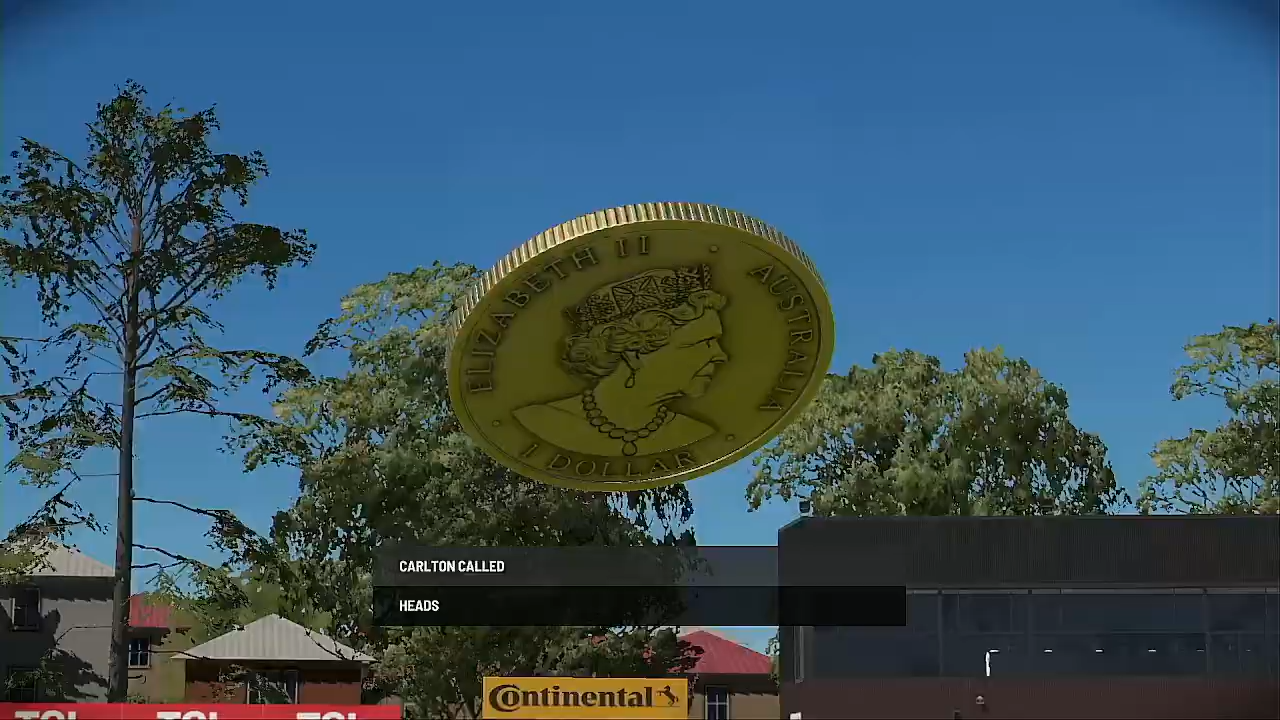 ELIZABETH II
AUSTRALIA
1 DOLLAR
CARLTON CALLED
HEADS
Continental